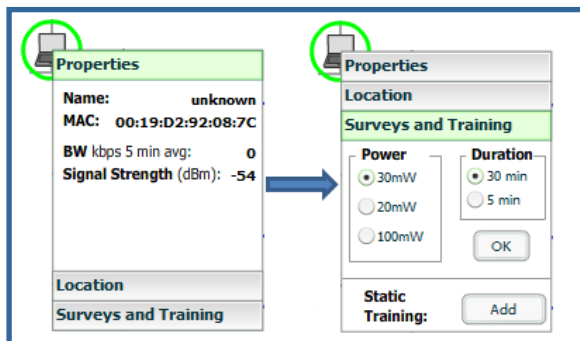 Properties
Name: unknown
MAC: 00:19:D2:92:08:7C
BW kbps 5 min avg: 0
Signal Strength (dBm): -54
Location
Surveys and Training
Properties
Location
Surveys and Training
Power
30mW
20mW
100mW
Duration
30 min
5 min
OK
Static
Training:
Add